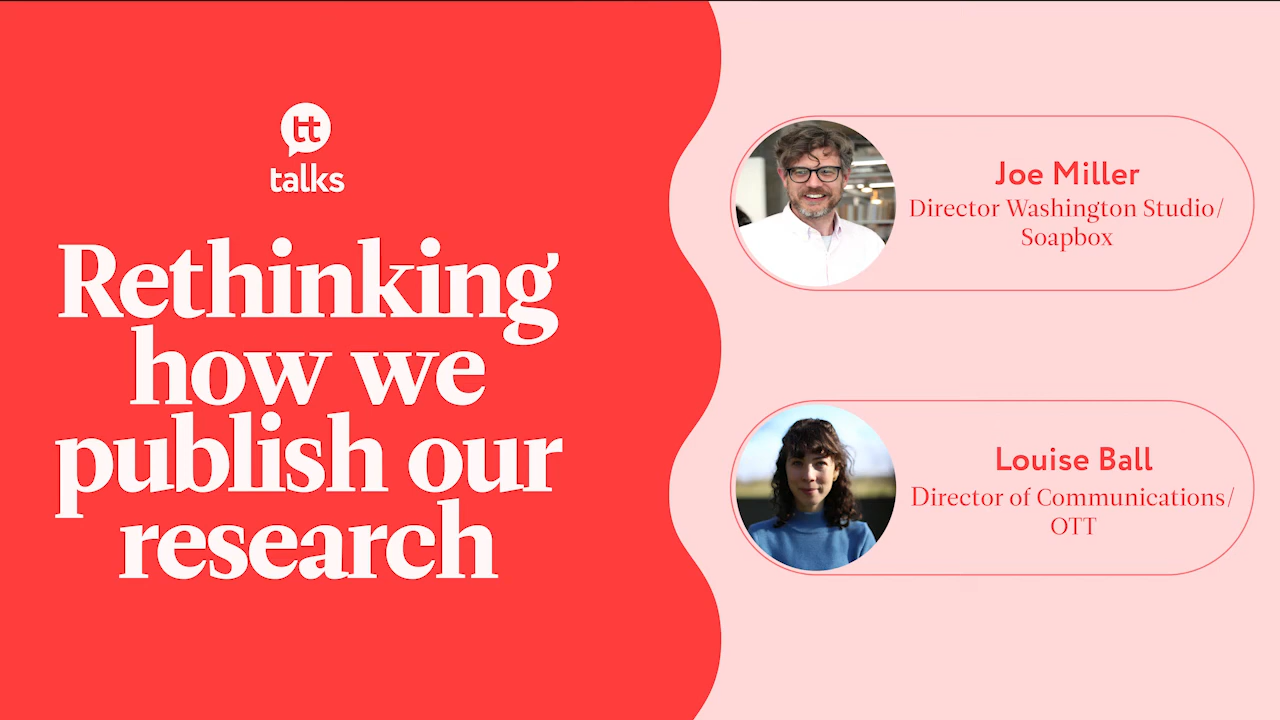 tt
talks
Rethinking
how we
publish our
research
Joe Miller
Director Washington Studio/
Soapbox
Louise Ball
Director of Communications/
OTT